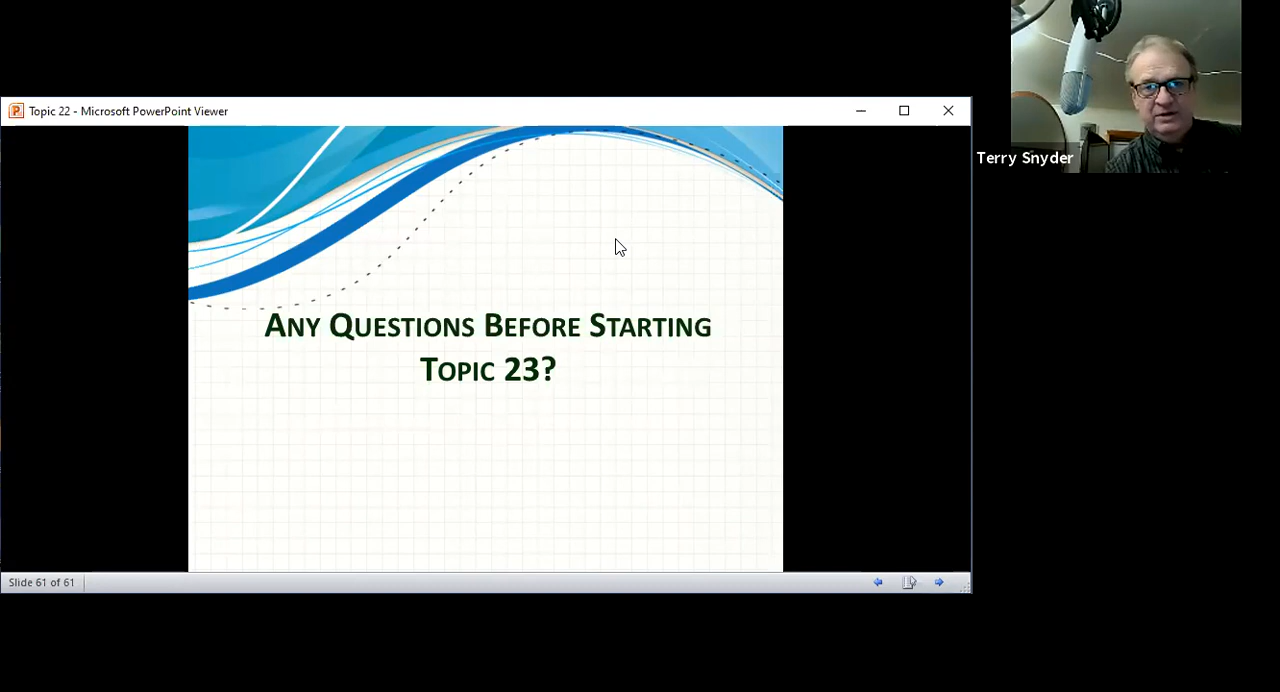 Topic 22 - Microsoft PowerPoint Viewer
Terry Snyder
ANY QUESTIONS BEFORE STARTING
TOPIC 23?
Slide 61 of 61